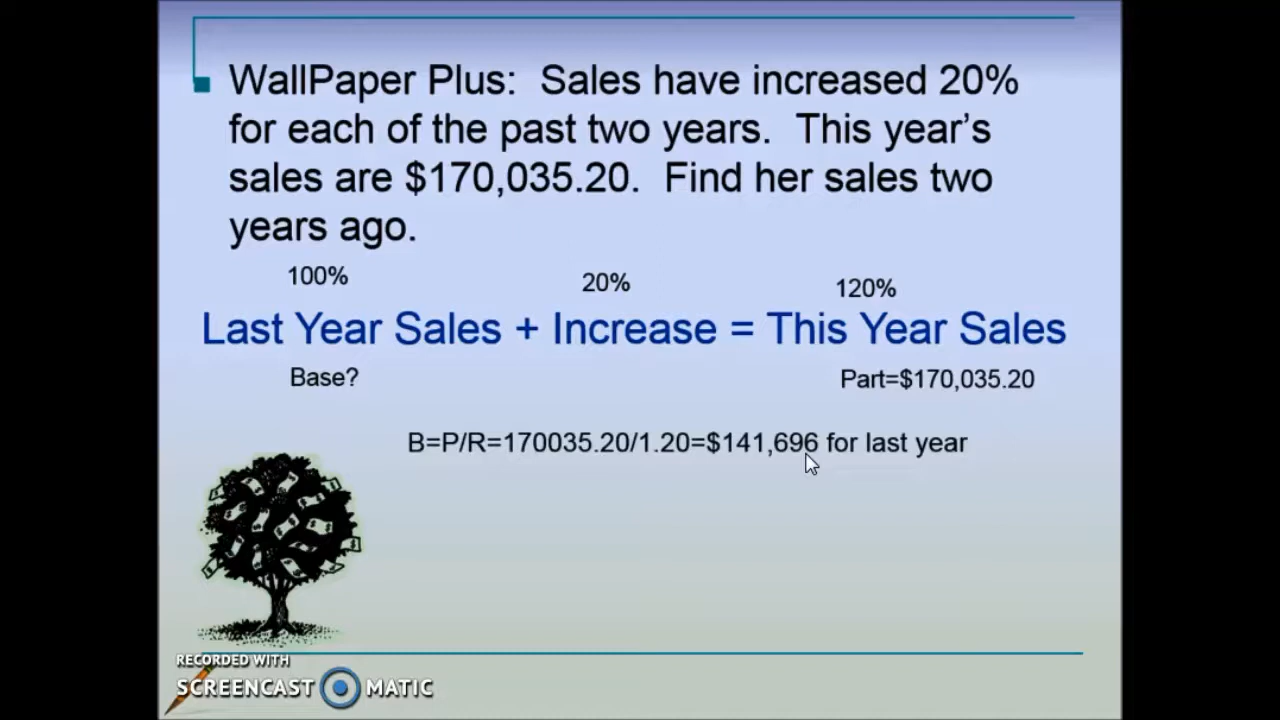 WallPaper Plus: Sales have increased 20%
for each of the past two years. This year's
sales are $170,035.20. Find her sales two
years ago.
100% 20% 120%
Last Year Sales + Increase = This Year Sales
Base? Part=$170,035.20
B=P/R=170035.20/1.20=$141,696 for last year
RECORDED WITH
SCREENCAST MATIC